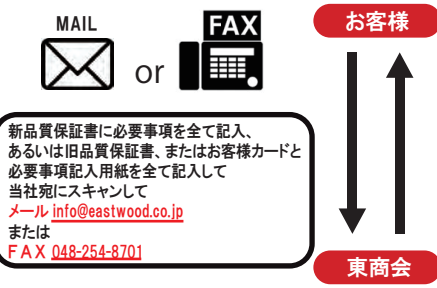 MAIL
FAX
or
お客様
新品質保証書に必要事項を全て記入、
あるいは旧品質保証書、またはお客様カードと
必要事項記入用紙を全て記入して
当社宛にスキャンして
メール info@eastwood.co.jp
または
ＦＡＸ 048-254-8701
東商会